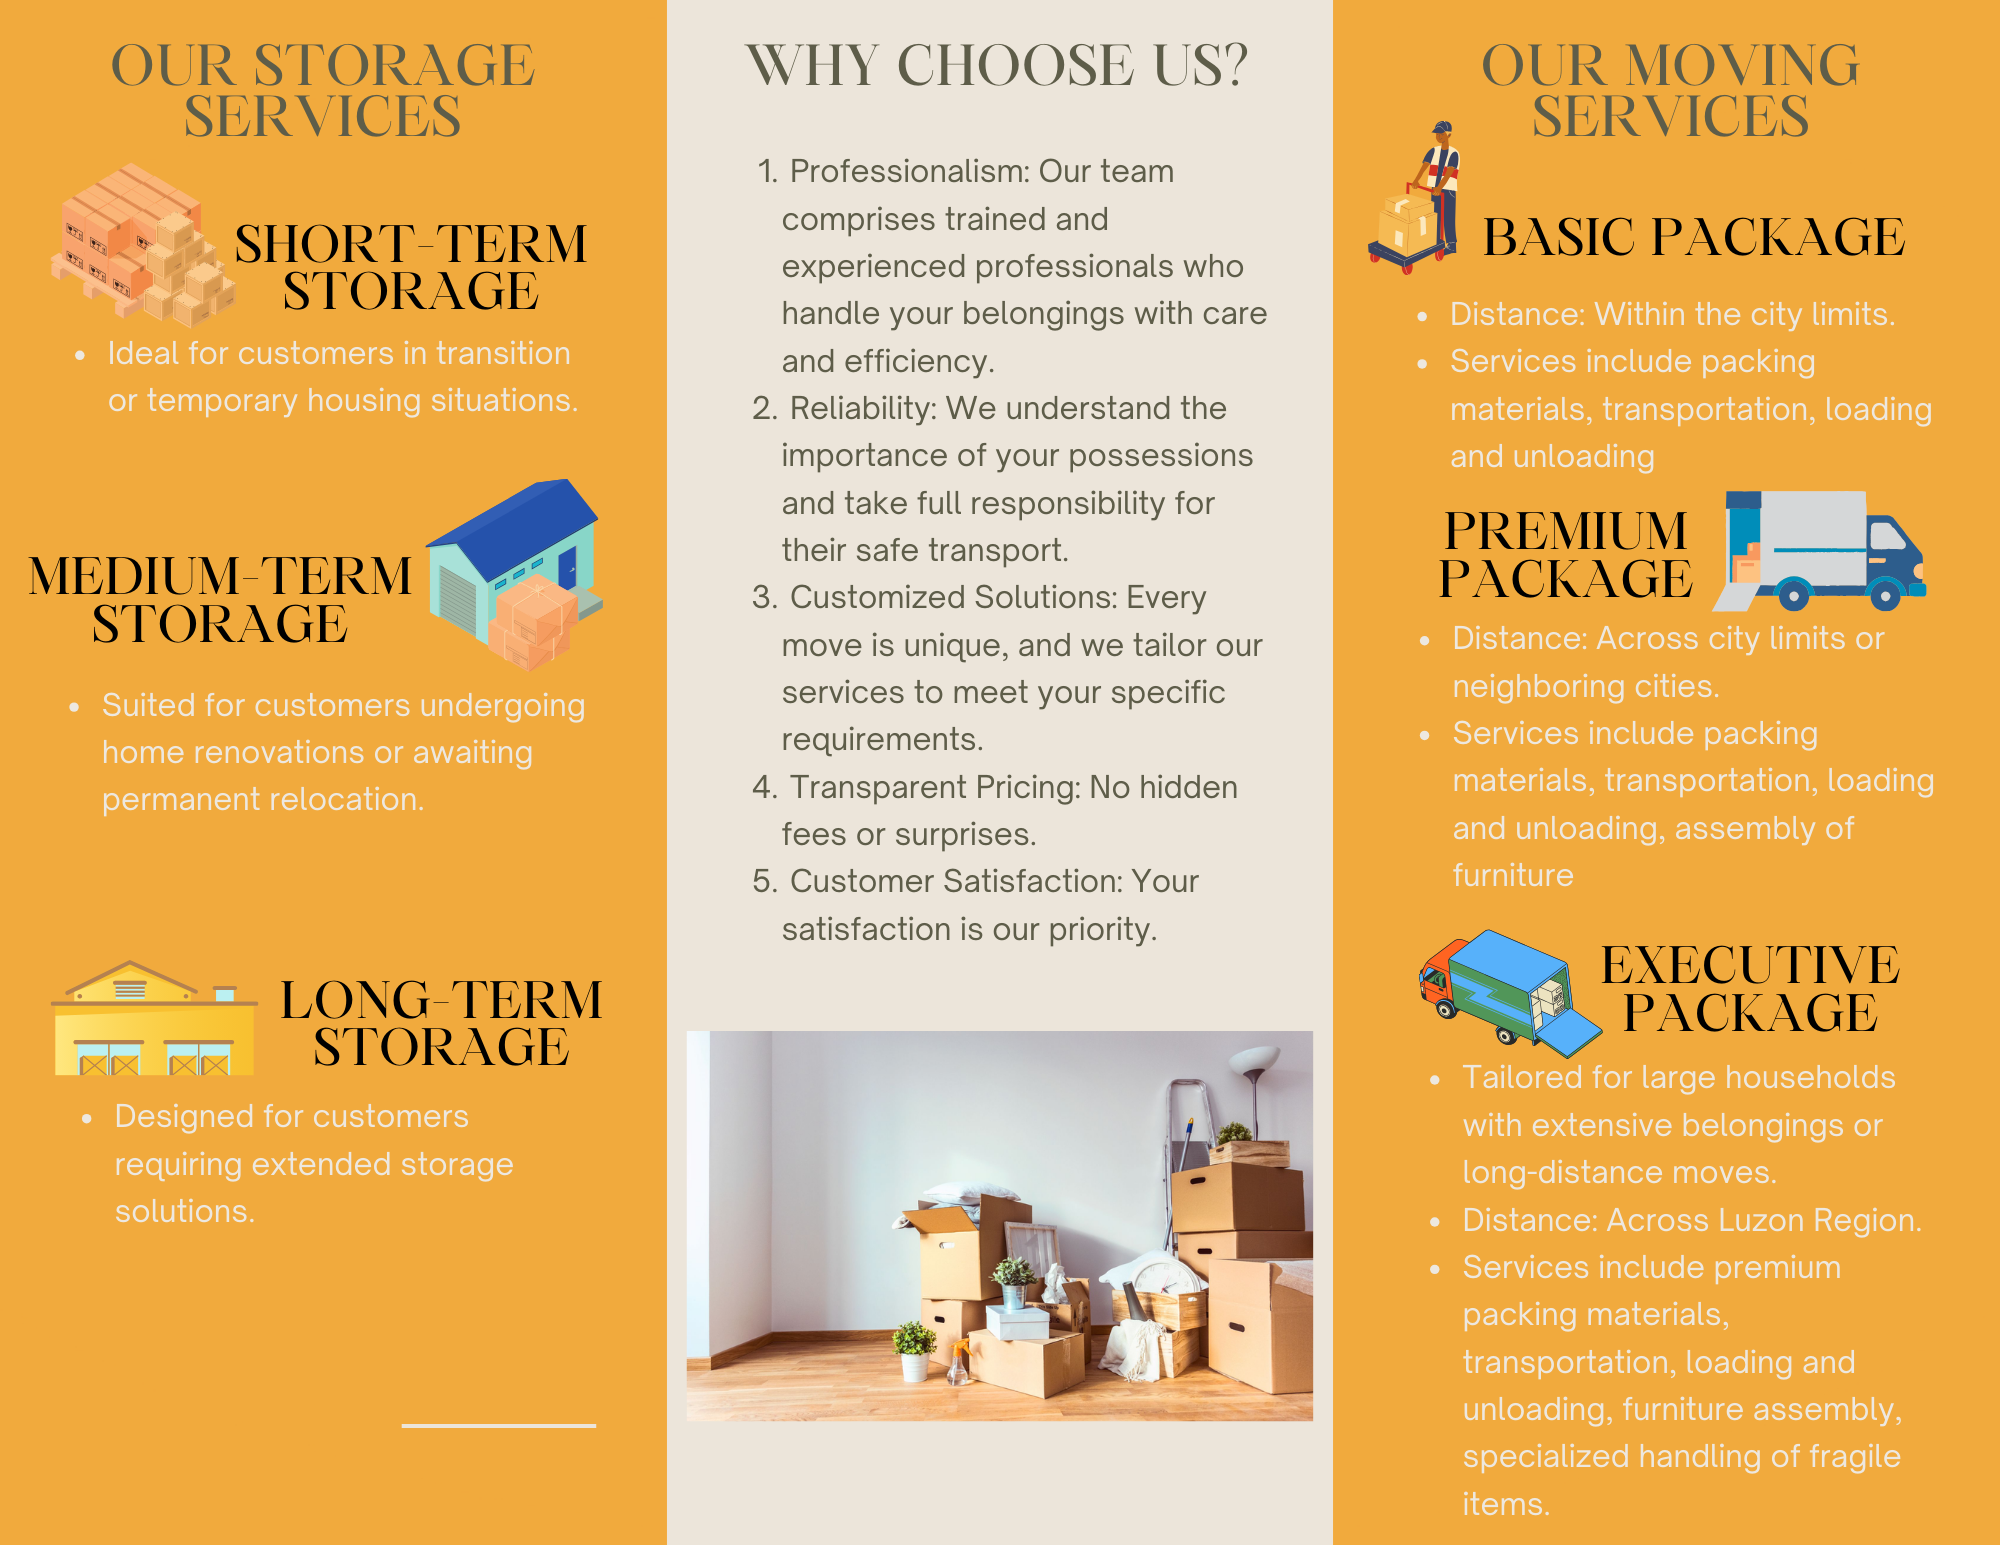 OUR STORAGE
SERVICES
SHORT-TERM
STORAGE
• Ideal for customers in transition
or temporary housing situations.
MEDIUM-TERM
STORAGE
• Suited for customers undergoing
home renovations or awaiting
permanent relocation.
LONG-TERM
STORAGE
• Designed for customers
requiring extended storage
solutions.
WHY CHOOSE US?
1. Professionalism: Our team
comprises trained and
experienced professionals who
handle your belongings with care
and efficiency.
2. Reliability: We understand the
importance of your possessions
and take full responsibility for
their safe transport.
3. Customized Solutions: Every
move is unique, and we tailor our
services to meet your specific
requirements.
4. Transparent Pricing: No hidden
fees or surprises.
5. Customer Satisfaction: Your
satisfaction is our priority.
OUR MOVING
SERVICES
BASIC PACKAGE
• Distance: Within the city limits.
• Services include packing
materials, transportation, loading
and unloading
PREMIUM
PACKAGE
• Distance: Across city limits or
neighboring cities.
• Services include packing
materials, transportation, loading
and unloading, assembly of
furniture
EXECUTIVE
PACKAGE
• Tailored for large households
with extensive belongings or
long-distance moves.
• Distance: Across Luzon Region.
• Services include premium
packing materials,
transportation, loading and
unloading, furniture assembly,
specialized handling of fragile
items.